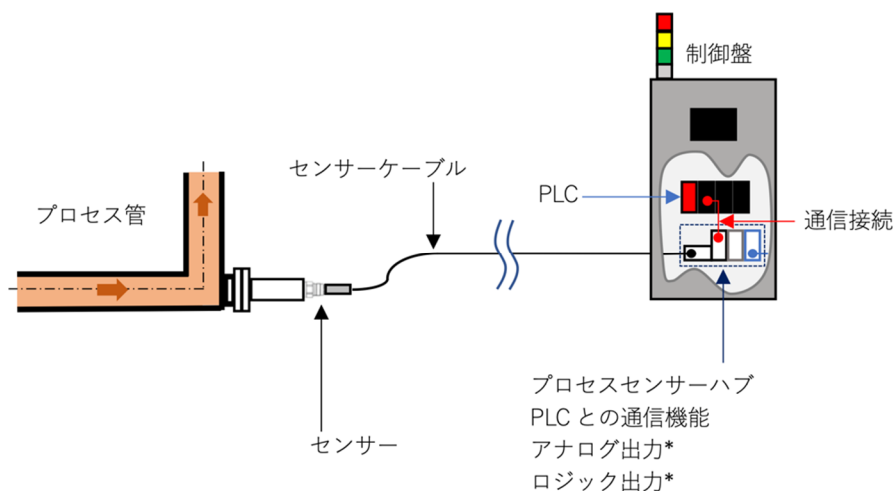 制御盤
センサーケーブル
PLC
プロセス管
通信接続
センサー
プロセスセンサーハブ
PLC との通信機能
アナログ出力*
ロジック出力*